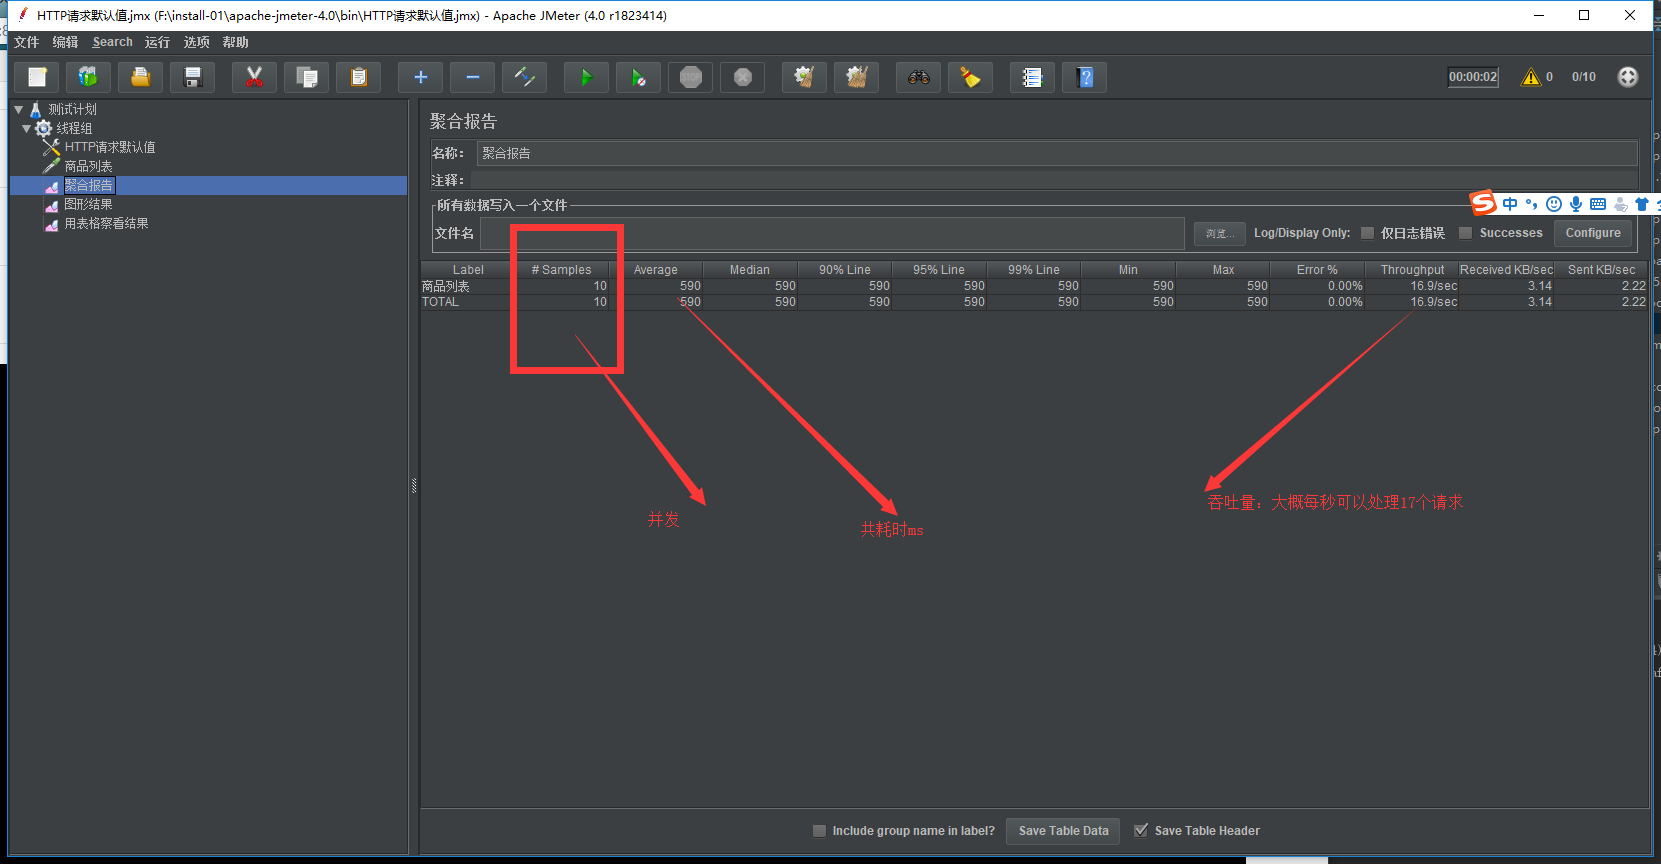 HTTP请求默认值.jmx (F:\install-01\apache-jmeter-4.0\bin\HTTP请求默认值.jmx) - Apache JMeter (4.0 r1823414)
文件 编辑 Search 运行 选项 帮助
STOP 00:00:02 0 0/10
测试计划
线程组
HTTP请求默认值
商品列表
聚合报告
图形结果
用表格察看结果
聚合报告
名称： 聚合报告
注释：
所有数据写入一个文件
中
文件名 浏览... Log/Display Only: 仅日志错误 Successes Configure
Label # Samples Average Median 90% Line 95% Line 99% Line Min Max Error % Throughput Received KB/sec Sent KB/sec
商品列表 10 590 590 590 590 590 590 590 0.00% 16.9/sec 3.14 2.22
TOTAL 10 590 590 590 590 590 590 590 0.00% 16.9/sec 3.14 2.22
吞吐量：大概每秒可以处理17个请求
并发
共耗时ms
Include group name in label? Save Table Data Save Table Header